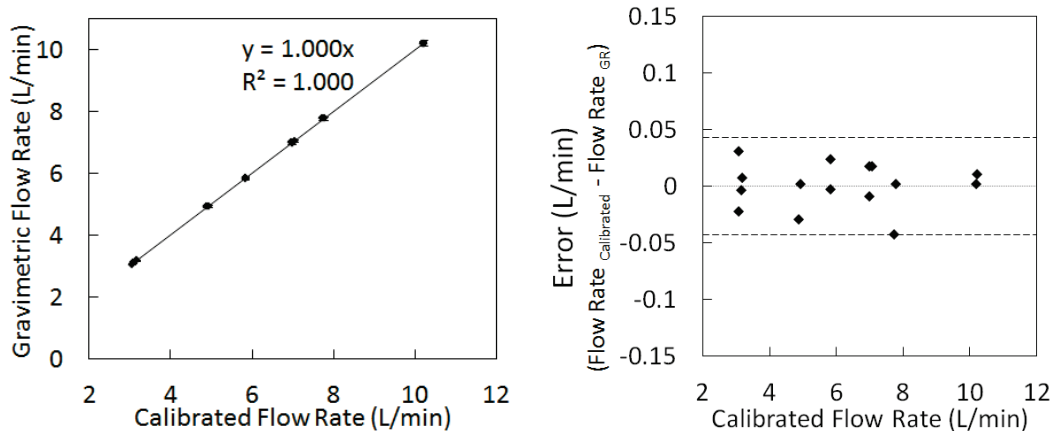 Gravimetric Flow Rate (L/min)
10
8
6
4
2
0
y = 1.000x
R² = 1.000
2 4 6 8 10 12
Calibrated Flow Rate (L/min)
Error (L/min)
(Flow Rate Calibrated - Flow Rate GR)
0.15
0.1
0.05
0
-0.05
-0.1
-0.15
2 4 6 8 10 12
Calibrated Flow Rate (L/min)